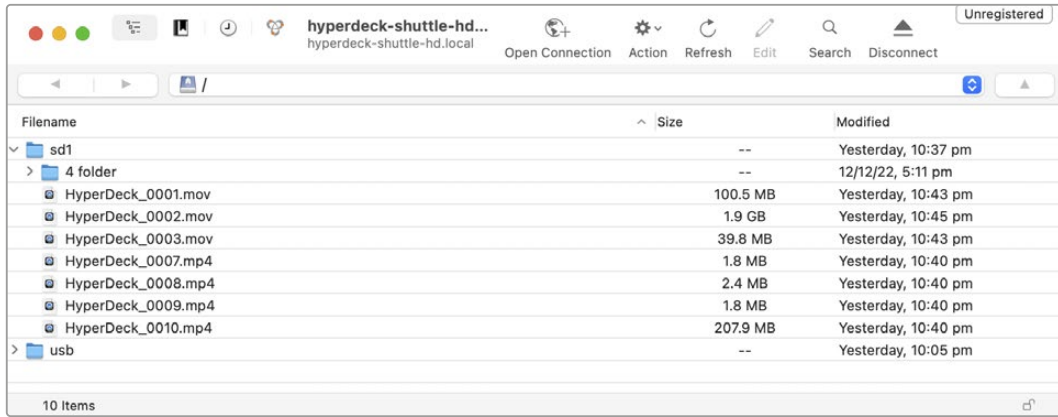 Unregistered
hyperdeck-shuttle-hd...
hyperdeck-shuttle-hd.local
Open Connection Action Refresh Edit Search Disconnect
/
Filename Size Modified
sd1 -- Yesterday, 10:37 pm
4 folder -- 12/12/22, 5:11 pm
HyperDeck_0001.mov 100.5 MB Yesterday, 10:43 pm
HyperDeck_0002.mov 1.9 GB Yesterday, 10:45 pm
HyperDeck_0003.mov 39.8 MB Yesterday, 10:43 pm
HyperDeck_0007.mp4 1.8 MB Yesterday, 10:40 pm
HyperDeck_0008.mp4 2.4 MB Yesterday, 10:40 pm
HyperDeck_0009.mp4 1.8 MB Yesterday, 10:40 pm
HyperDeck_0010.mp4 207.9 MB Yesterday, 10:40 pm
usb -- Yesterday, 10:05 pm
10 Items